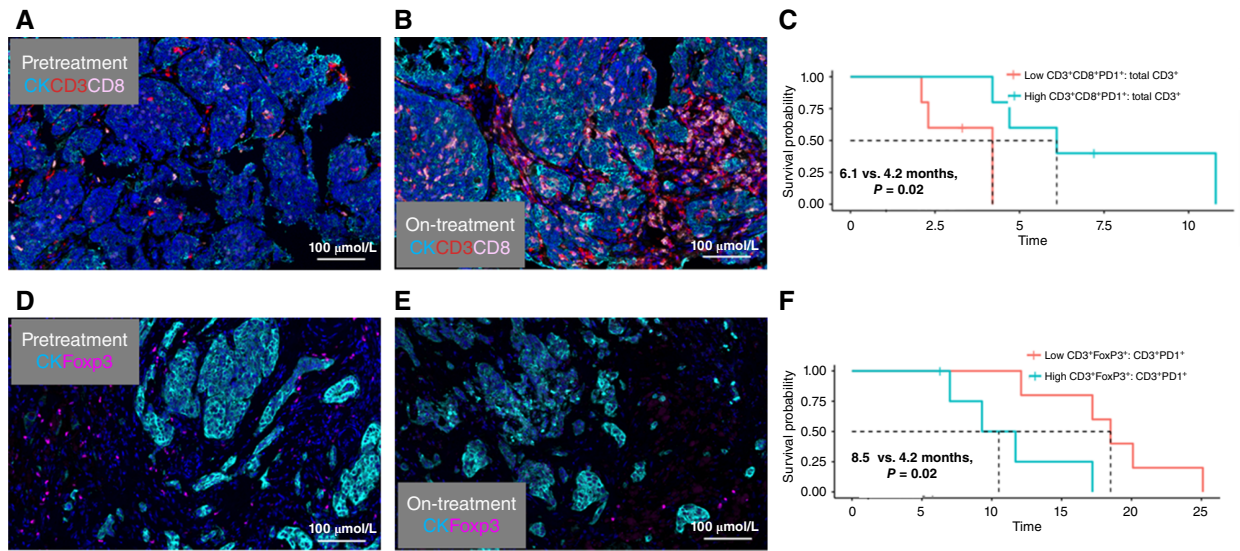 A
Pretreatment
CKCD3CD8
100 μmol/L
B
On-treatment
CKCD3CD8
100 μmol/L
C
Survival probability
1.00
0.75
0.50
0.25
0.00
Low CD3+CD8+PD1+: total CD3+
High CD3+CD8+PD1+: total CD3+
6.1 vs. 4.2 months,
P = 0.02
0 2.5 5 7.5 10
Time
D
Pretreatment
CKFoxp3
100 μmol/L
E
On-treatment
CKFoxp3
100 μmol/L
F
Survival probability
1.00
0.75
0.50
0.25
0.00
Low CD3+FoxP3+: CD3+PD1+
High CD3+FoxP3+: CD3+PD1+
8.5 vs. 4.2 months,
P = 0.02
0 5 10 15 20 25
Time